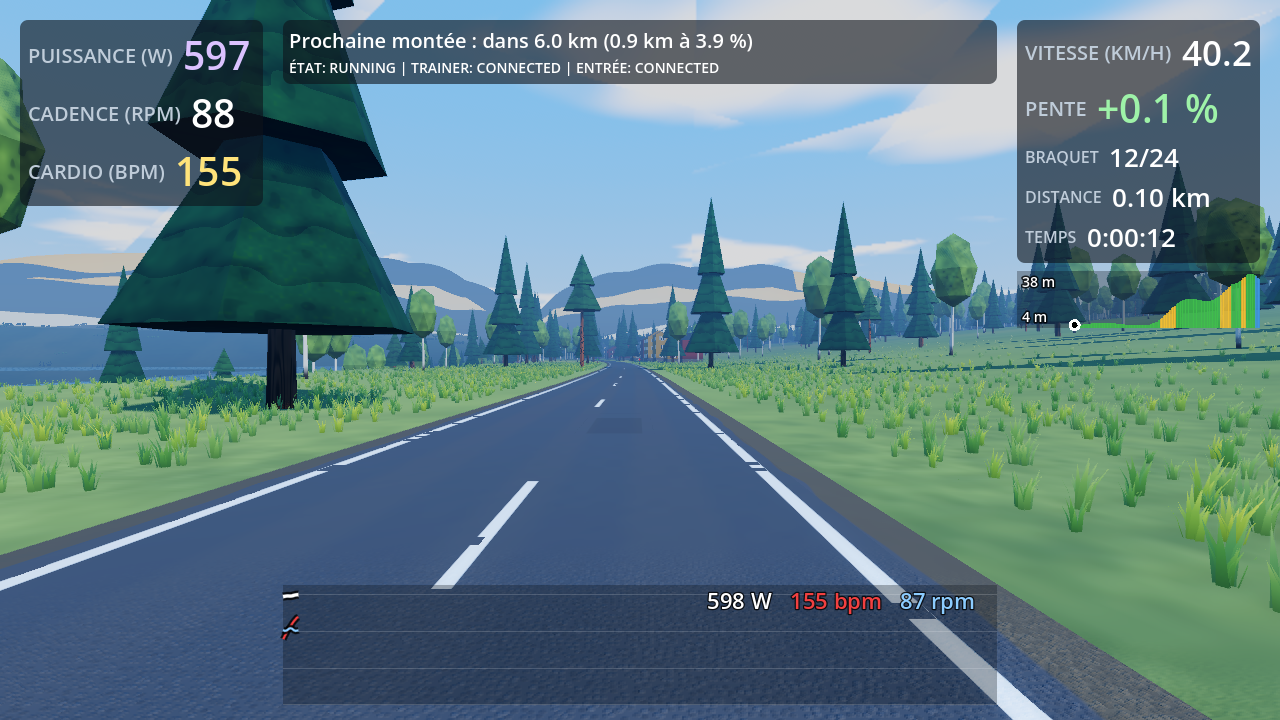 PUISSANCE (W) 597
CADENCE (RPM) 88
CARDIO (BPM) 155
Prochaine montée : dans 6.0 km (0.9 km à 3.9 %)
ÉTAT: RUNNING | TRAINER: CONNECTED | ENTRÉE: CONNECTED
VITESSE (KM/H) 40.2
PENTE +0.1 %
BRAQUET 12/24
DISTANCE 0.10 km
TEMPS 0:00:12
38 m
4 m
598 W 155 bpm 87 rpm